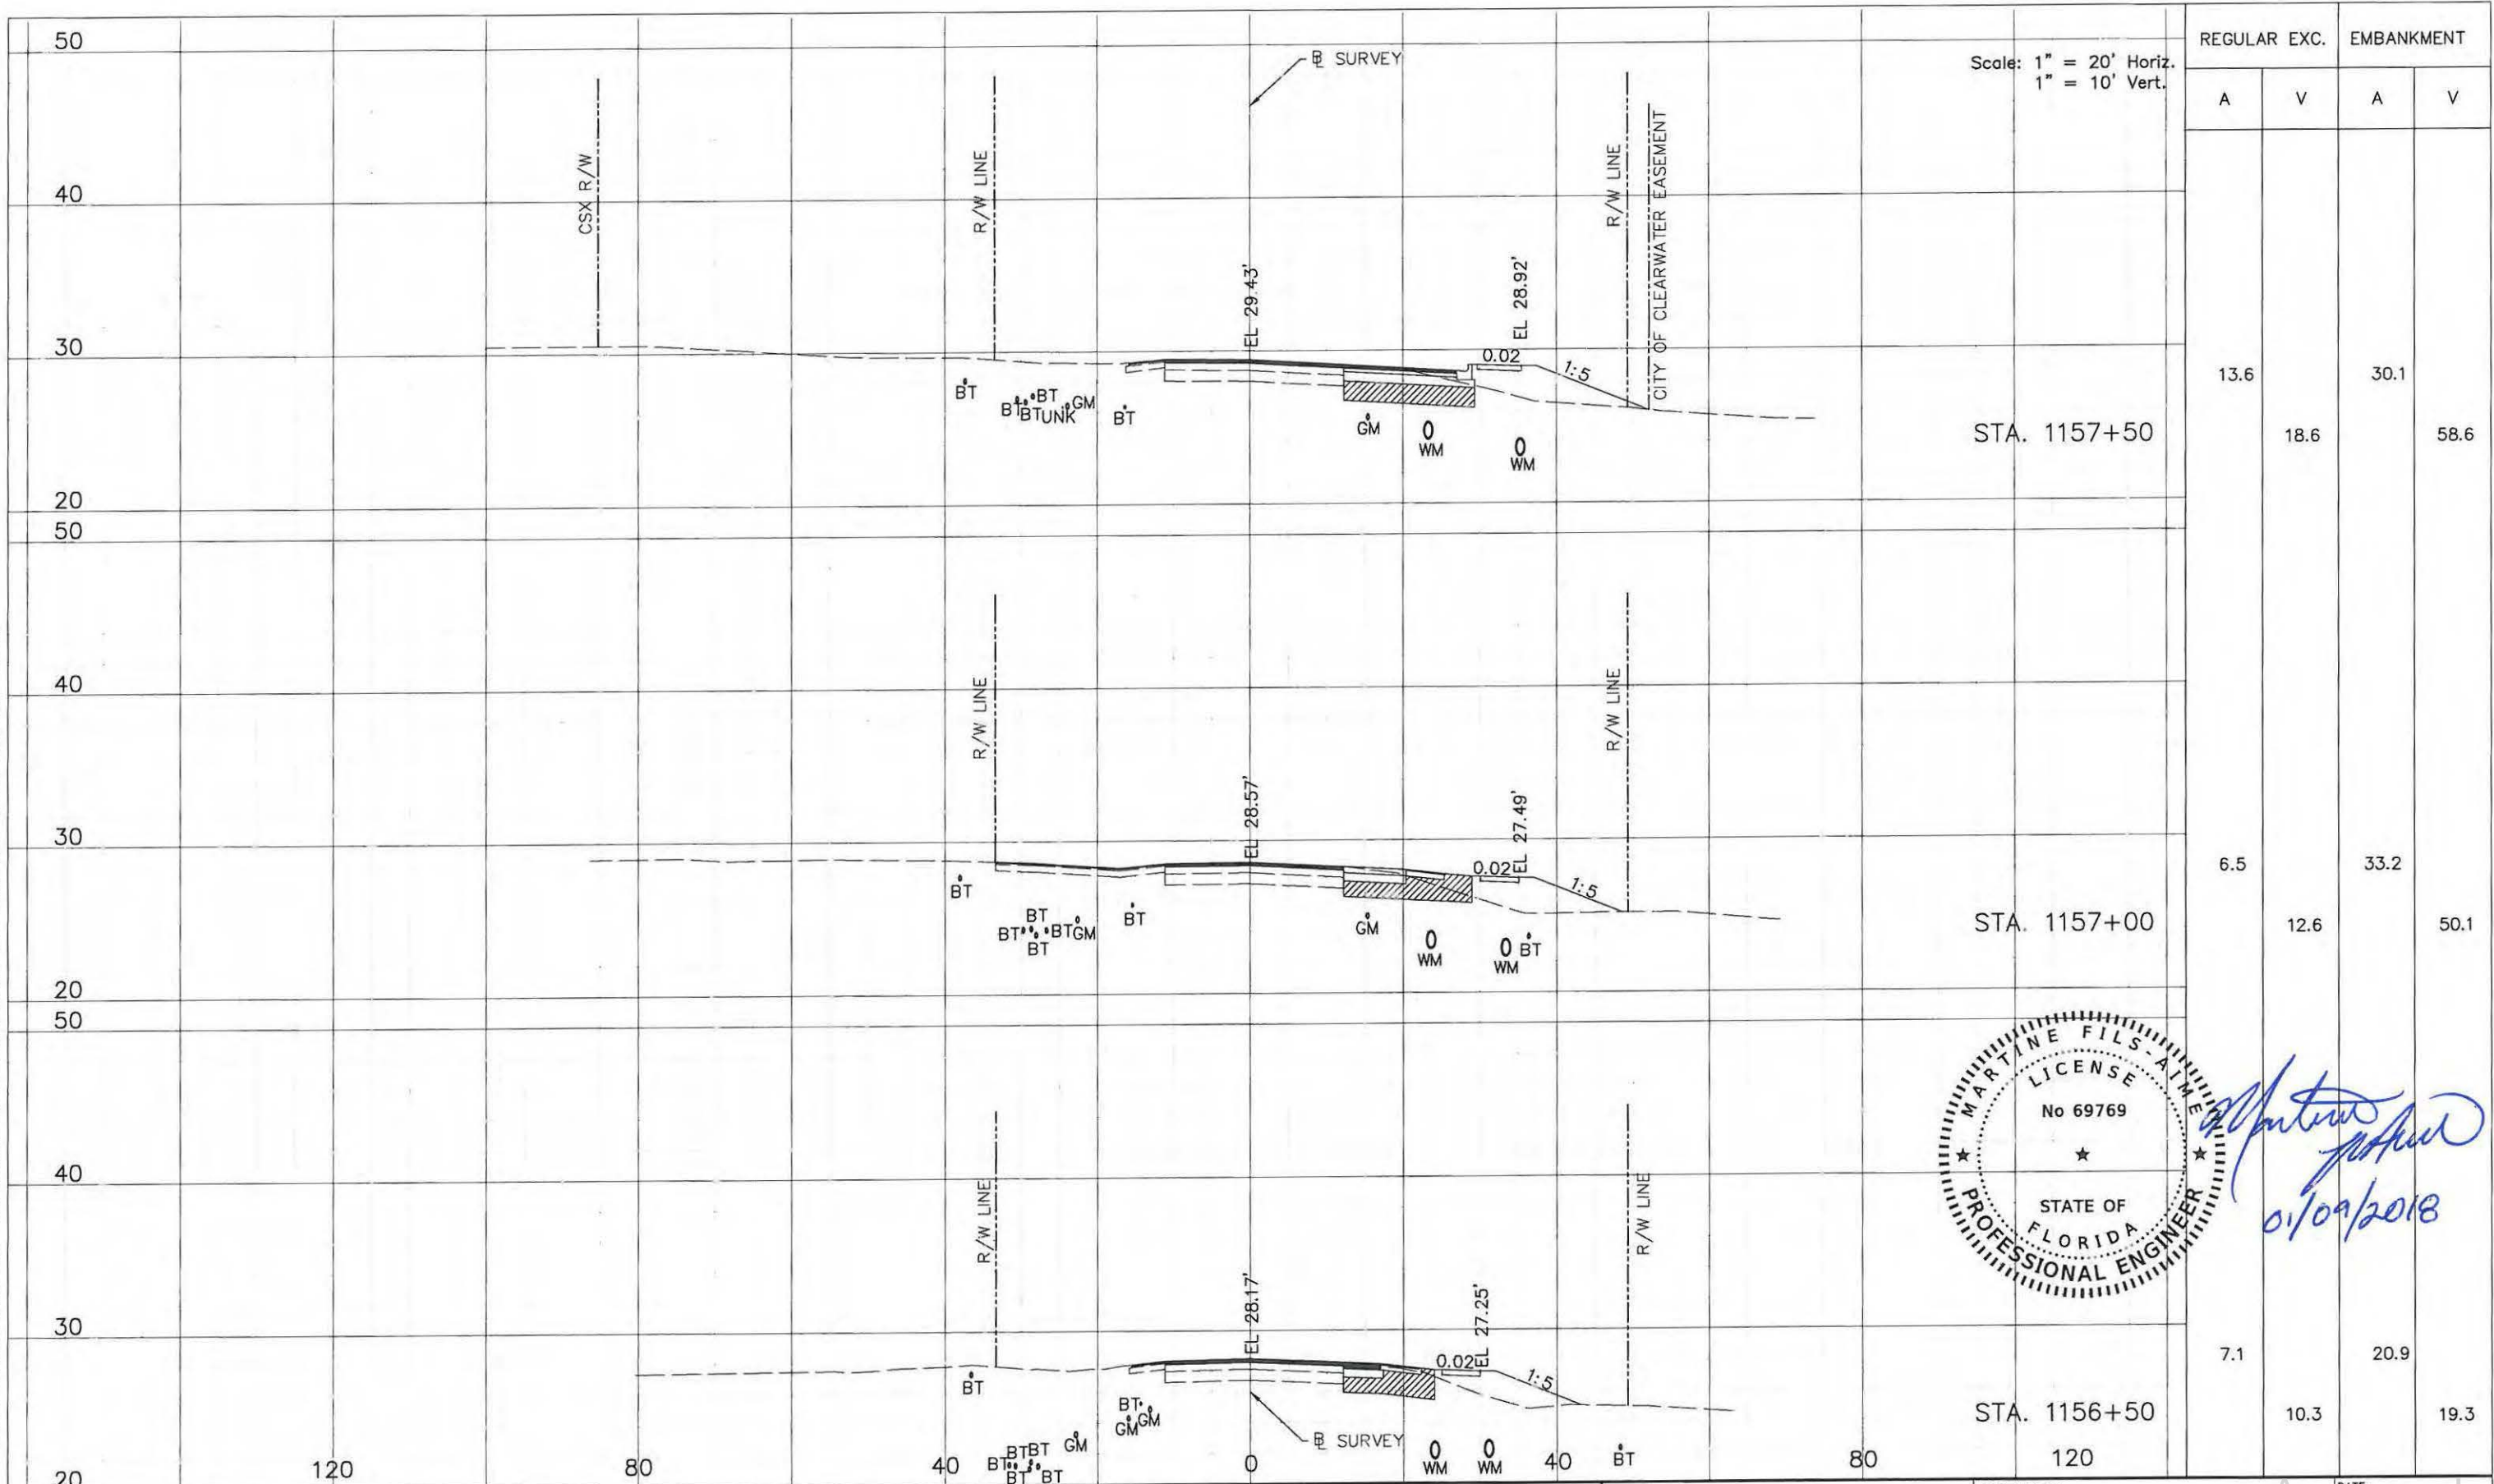 REGULAR EXC. EMBANKMENT
A V A V
Scale: 1" = 20' Horiz.
1" = 10' Vert.
50
40
30
20
℄ SURVEY
CSX R/W
R/W LINE
R/W LINE
CITY OF CLEARWATER EASEMENT
EL 29.43'
EL 28.92'
0.02
1:5
BT
BT BT
BT UNK GM
BT
GM
WM
WM
STA. 1157+50
13.6 30.1
18.6 58.6
50
40
30
20
R/W LINE
R/W LINE
EL 28.57'
EL 27.49'
0.02
1:5
BT
BT
BT BT GM
BT
BT
GM
WM
WM BT
STA. 1157+00
6.5 33.2
12.6 50.1
50
40
30
20
R/W LINE
R/W LINE
EL 28.17'
EL 27.25'
0.02
1:5
BT
BT
GM GM
GM
BT BT
BT
BT BT
℄ SURVEY
WM
WM
BT
STA. 1156+50
7.1 20.9
10.3 19.3
120 80 40 0 40 80 120
MARTINE FILS-AIME
LICENSE
No 69769
STATE OF
FLORIDA
PROFESSIONAL ENGINEER
01/09/2018
DATE